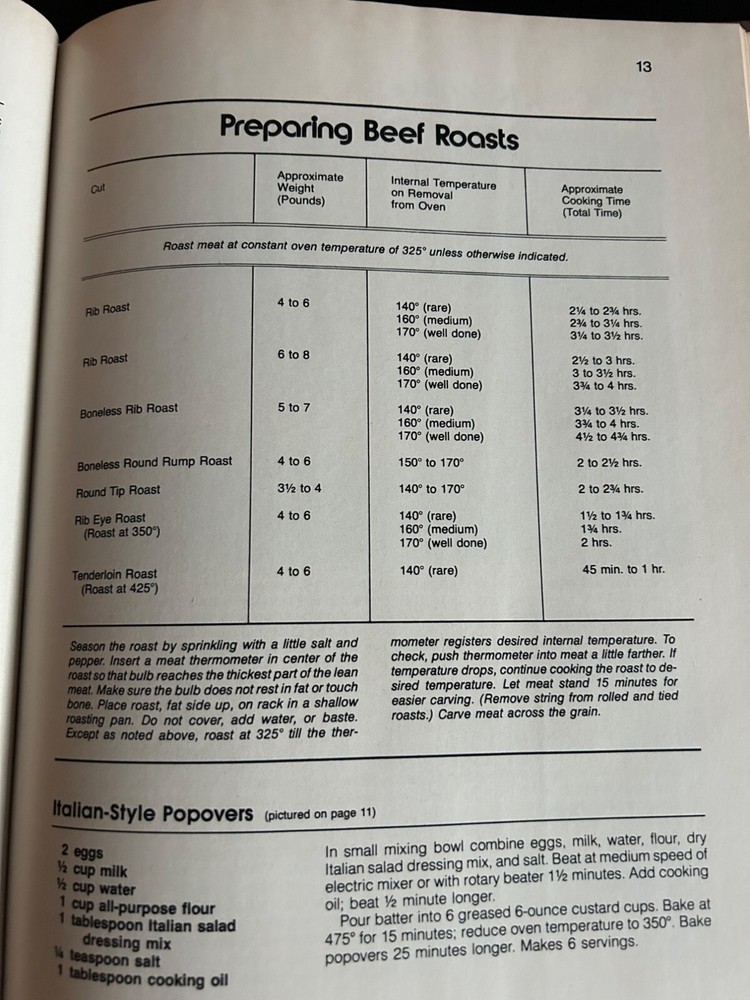 13
Preparing Beef Roasts
Cut
Approximate
Weight
(Pounds)
Internal Temperature
on Removal
from Oven
Approximate
Cooking Time
(Total Time)
Roast meat at constant oven temperature of 325° unless otherwise indicated.
Rib Roast 4 to 6 140° (rare) 2¼ to 2¾ hrs.
160° (medium) 2¾ to 3¼ hrs.
170° (well done) 3¼ to 3½ hrs.
Rib Roast 6 to 8 140° (rare) 2½ to 3 hrs.
160° (medium) 3 to 3½ hrs.
170° (well done) 3¾ to 4 hrs.
Boneless Rib Roast 5 to 7 140° (rare) 3¼ to 3½ hrs.
160° (medium) 3¾ to 4 hrs.
170° (well done) 4½ to 4¾ hrs.
Boneless Round Rump Roast 4 to 6 150° to 170° 2 to 2½ hrs.
Round Tip Roast 3½ to 4 140° to 170° 2 to 2¾ hrs.
Rib Eye Roast 4 to 6 140° (rare) 1½ to 1¾ hrs.
(Roast at 350°) 160° (medium) 1¾ hrs.
170° (well done) 2 hrs.
Tenderloin Roast 4 to 6 140° (rare) 45 min. to 1 hr.
(Roast at 425°)
Season the roast by sprinkling with a little salt and
pepper. Insert a meat thermometer in center of the
roast so that bulb reaches the thickest part of the lean
meat. Make sure the bulb does not rest in fat or touch
bone. Place roast, fat side up, on rack in a shallow
roasting pan. Do not cover, add water, or baste.
Except as noted above, roast at 325° till the ther-
mometer registers desired internal temperature. To
check, push thermometer into meat a little farther. If
temperature drops, continue cooking the roast to de-
sired temperature. Let meat stand 15 minutes for
easier carving. (Remove string from rolled and tied
roasts.) Carve meat across the grain.
Italian-Style Popovers (pictured on page 11)
2 eggs
½ cup milk
½ cup water
1 cup all-purpose flour
1 tablespoon Italian salad
dressing mix
¼ teaspoon salt
1 tablespoon cooking oil
In small mixing bowl combine eggs, milk, water, flour, dry
Italian salad dressing mix, and salt. Beat at medium speed of
electric mixer or with rotary beater 1½ minutes. Add cooking
oil; beat ½ minute longer.
Pour batter into 6 greased 6-ounce custard cups. Bake at
475° for 15 minutes; reduce oven temperature to 350°. Bake
popovers 25 minutes longer. Makes 6 servings.